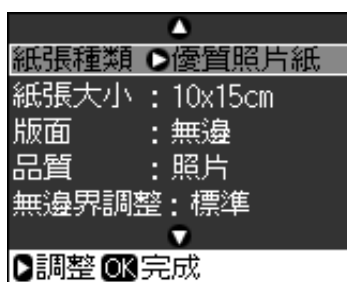 紙張種類 優質照片紙
紙張大小：10x15cm
版面：無邊
品質：照片
無邊界調整：標準
調整 OK 完成